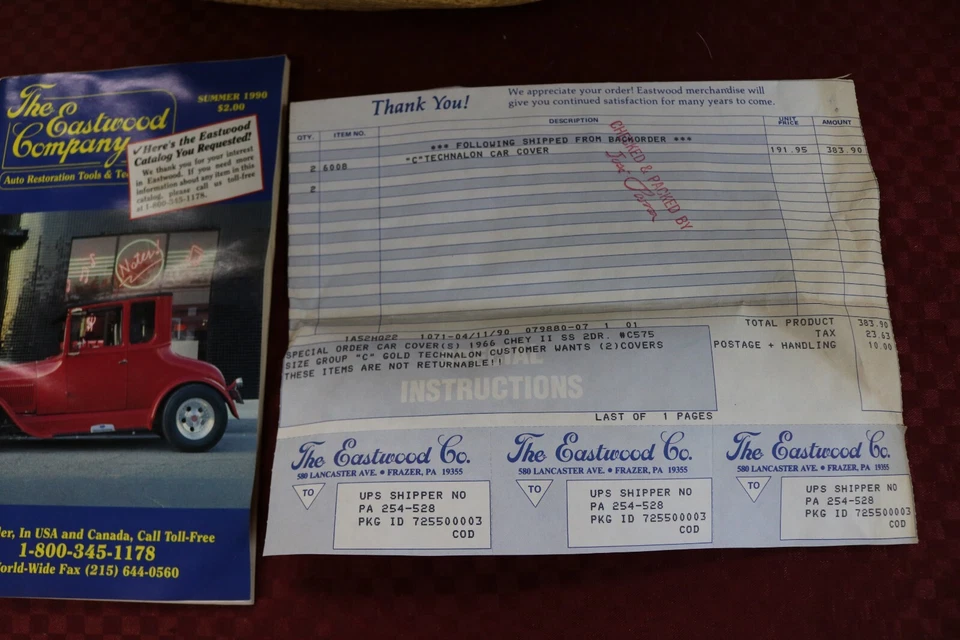 The
Eastwood
Company
SUMMER 1990
$2.00
Auto Restoration Tools &
✓Here's the Eastwood
Catalog You Requested!
We thank you for your interest
in Eastwood. If you need more
information about any item in this
catalog, please call us toll-free
at 1-800-345-1178.
Notes
In USA and Canada, Call Toll-Free
1-800-345-1178
Fax (215) 644-0560
Thank You!
We appreciate your order! Eastwood merchandise will
give you continued satisfaction for many years to come.
QTY. ITEM NO. DESCRIPTION UNIT PRICE AMOUNT
*** FOLLOWING SHIPPED FROM BACKORDER ***
2 600B "C"TECHNALON CAR COVER 191.95 383.90
2
CHECKED & PACKED BY
1A52H022 1071-04/11/90 079880-07 1 01
SPECIAL ORDER CAR COVER(S) 1966 CHEY II SS 2DR. #C575
SIZE GROUP "C" GOLD TECHNALON CUSTOMER WANTS (2)COVERS
THESE ITEMS ARE NOT RETURNABLE!!
INSTRUCTIONS
TOTAL PRODUCT 383.90
TAX 23.63
POSTAGE + HANDLING 10.00
LAST OF 1 PAGES
The Eastwood Co.
580 LANCASTER AVE. • FRAZER, PA 19355
TO
UPS SHIPPER NO
PA 254-528
PKG ID 725500003
COD
The Eastwood Co.
580 LANCASTER AVE. • FRAZER, PA 19355
TO
UPS SHIPPER NO
PA 254-528
PKG ID 725500003
COD
The Eastwood Co.
580 LANCASTER AVE. • FRAZER, PA 19355
TO
UPS SHIPPER NO
PA 254-528
PKG ID 725500003
COD